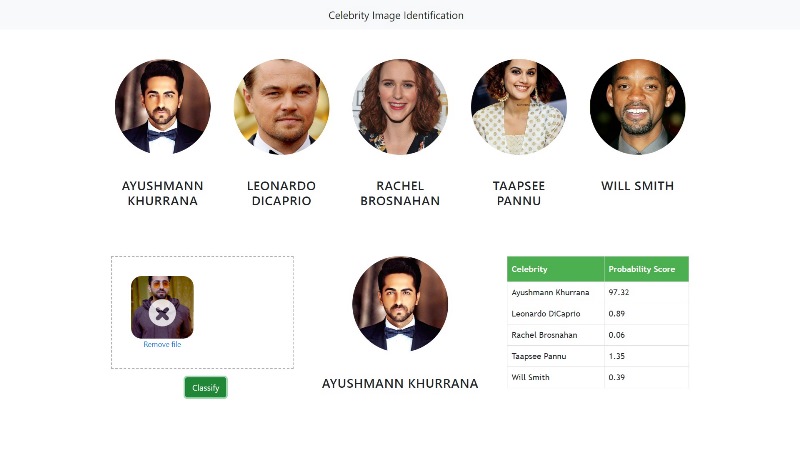 Celebrity Image Identification
AYUSHMANN
KHURRANA
LEONARDO
DICAPRIO
RACHEL
BROSNAHAN
TAAPSEE
PANNU
WILL SMITH
Remove file
Classify
AYUSHMANN KHURRANA
Celebrity Probability Score
Ayushmann Khurrana 97.32
Leonardo DiCaprio 0.89
Rachel Brosnahan 0.06
Taapsee Pannu 1.35
Will Smith 0.39